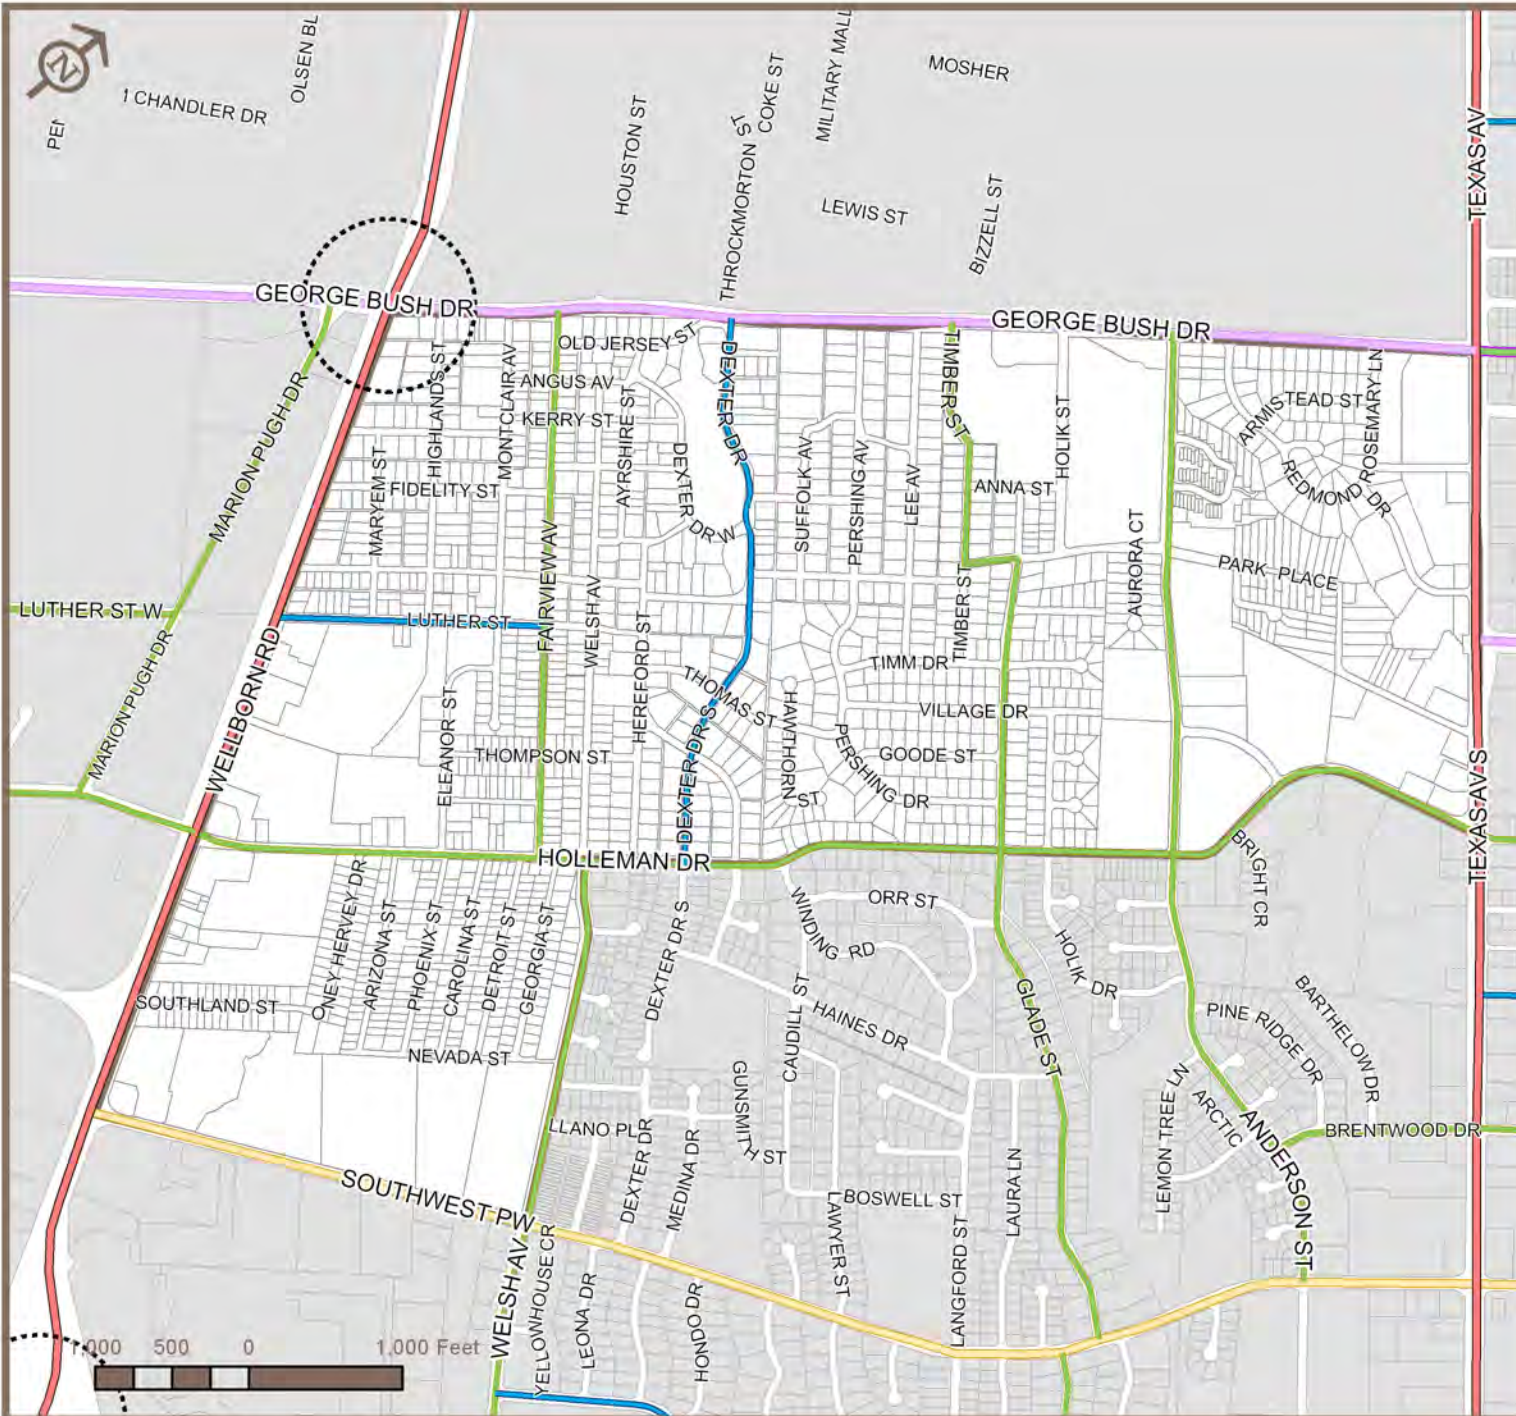 N
OLSEN BL
1 CHANDLER DR
HOUSTON ST
THROCKMORTON ST
COKE ST
MILITARY MALL
MOSHER
LEWIS ST
BIZZELL ST
TEXAS AV
GEORGE BUSH DR
GEORGE BUSH DR
OLD JERSEY ST
ANGUS AV
KERRY ST
HIGHLANDS ST
MONTCLAIR AV
AYRSHIRE ST
DEXTER DR
DEXTER DR W
TIMBER ST
HOLIK ST
ARMISTEAD ST
ROSEMARY LN
REDMOND DR
MARION PUGH DR
MARYEM ST
FIDELITY ST
FAIRVIEW AV
SUFFOLK AV
PERSHING AV
LEE AV
ANNA ST
AURORA CT
PARK PLACE
LUTHER ST W
LUTHER ST
WELSH AV
HEREFORD ST
TIMBER ST
TIMM DR
MARION PUGH DR
WELLBORN RD
ELEANOR ST
THOMAS ST
HAWTHORN ST
VILLAGE DR
THOMPSON ST
DEXTER DR S
PERSHING DR
GOODE ST
TEXAS AV S
HOLLEMAN DR
BRIGHT CR
ONEY HERVEY DR
ARIZONA ST
PHOENIX ST
CAROLINA ST
DETROIT ST
GEORGIA ST
DEXTER DR S
WINDING RD
ORR ST
HOLIK DR
SOUTHLAND ST
NEVADA ST
CAUDILL ST
HAINES DR
GLADE ST
PINE RIDGE DR
BARTHELOW DR
GUNSMITH ST
LEMON TREE LN
ARCTIC
ANDERSON ST
BRENTWOOD DR
LLANO PL
DEXTER DR
MEDINA DR
BOSWELL ST
LAURA LN
SOUTHWEST PW
LAWYER ST
LANGFORD ST
WELSH AV
YELLOWHOUSE CR
LEONA DR
HONDO DR
1,000 500 0 1,000 Feet